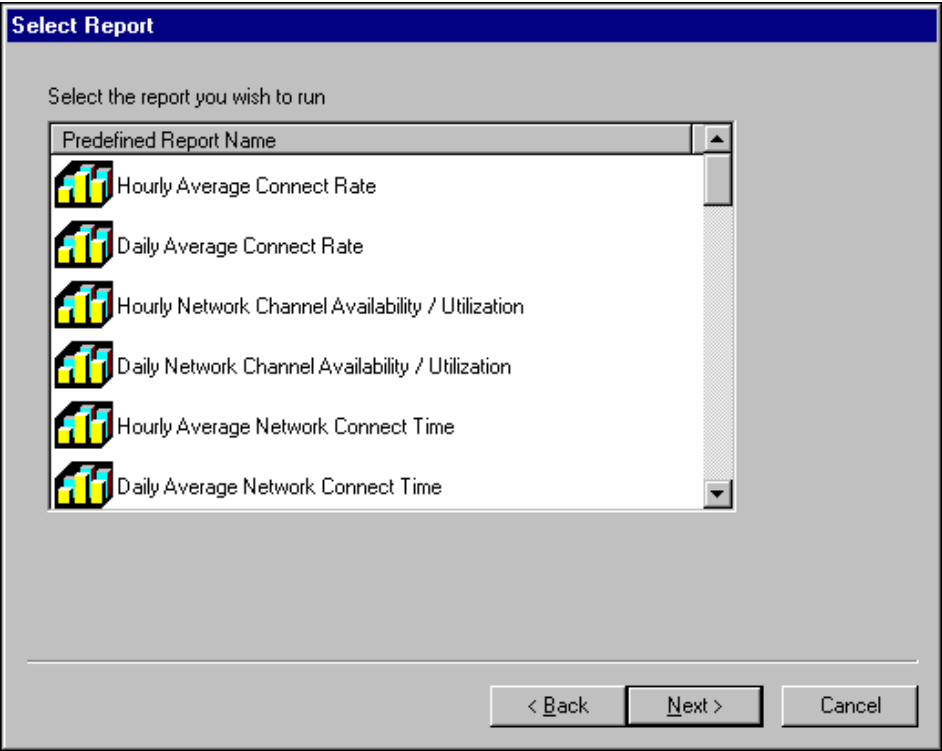 Select Report
Select the report you wish to run
Predefined Report Name
Hourly Average Connect Rate
Daily Average Connect Rate
Hourly Network Channel Availability / Utilization
Daily Network Channel Availability / Utilization
Hourly Average Network Connect Time
Daily Average Network Connect Time
< Back Next > Cancel